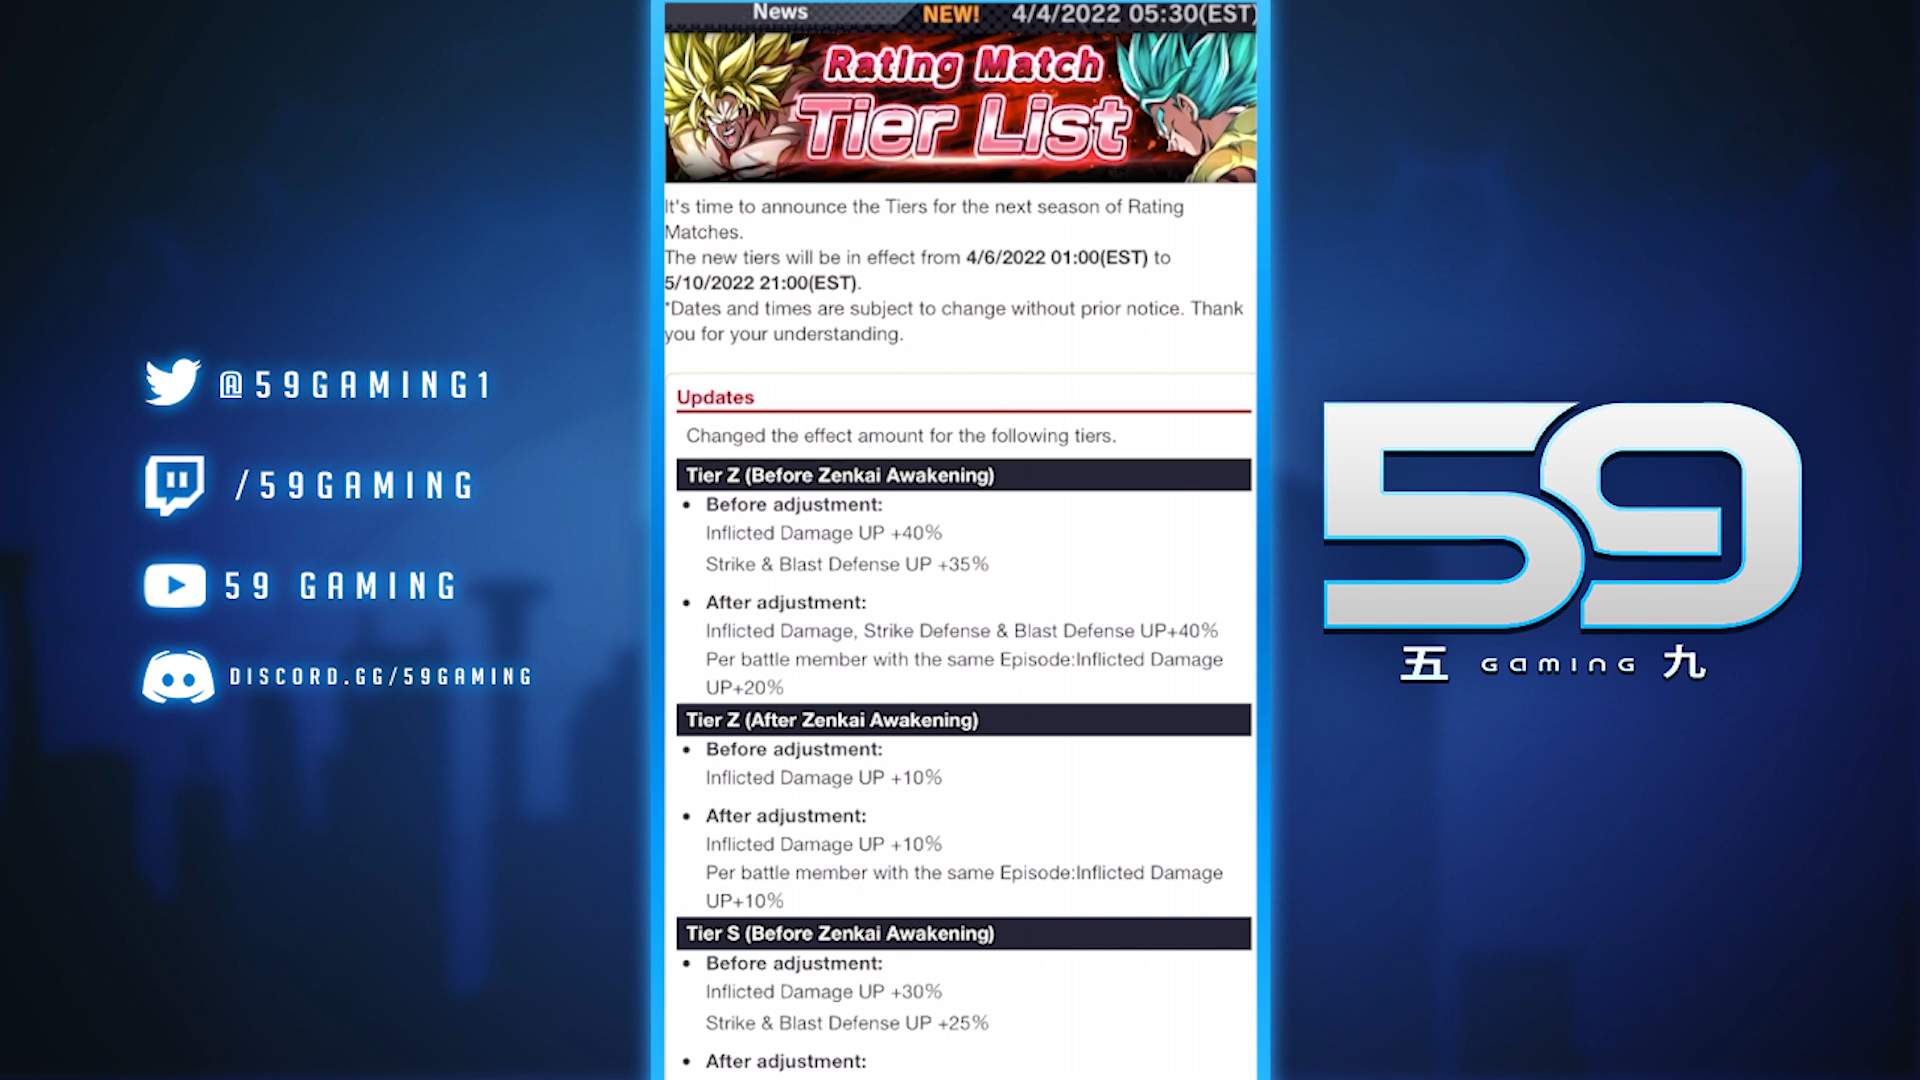 News NEW! 4/4/2022 05:30(EST)
Rating Match
Tier List
It's time to announce the Tiers for the next season of Rating
Matches.
The new tiers will be in effect from 4/6/2022 01:00(EST) to
5/10/2022 21:00(EST).
*Dates and times are subject to change without prior notice. Thank
you for your understanding.
Updates
Changed the effect amount for the following tiers.
Tier Z (Before Zenkai Awakening)
• Before adjustment:
Inflicted Damage UP +40%
Strike & Blast Defense UP +35%
• After adjustment:
Inflicted Damage, Strike Defense & Blast Defense UP+40%
Per battle member with the same Episode:Inflicted Damage
UP+20%
Tier Z (After Zenkai Awakening)
• Before adjustment:
Inflicted Damage UP +10%
• After adjustment:
Inflicted Damage UP +10%
Per battle member with the same Episode:Inflicted Damage
UP+10%
Tier S (Before Zenkai Awakening)
• Before adjustment:
Inflicted Damage UP +30%
Strike & Blast Defense UP +25%
• After adjustment:
@59GAMING1
/59GAMING
59 GAMING
DISCORD.GG/59GAMING
59
五 GAMING 九